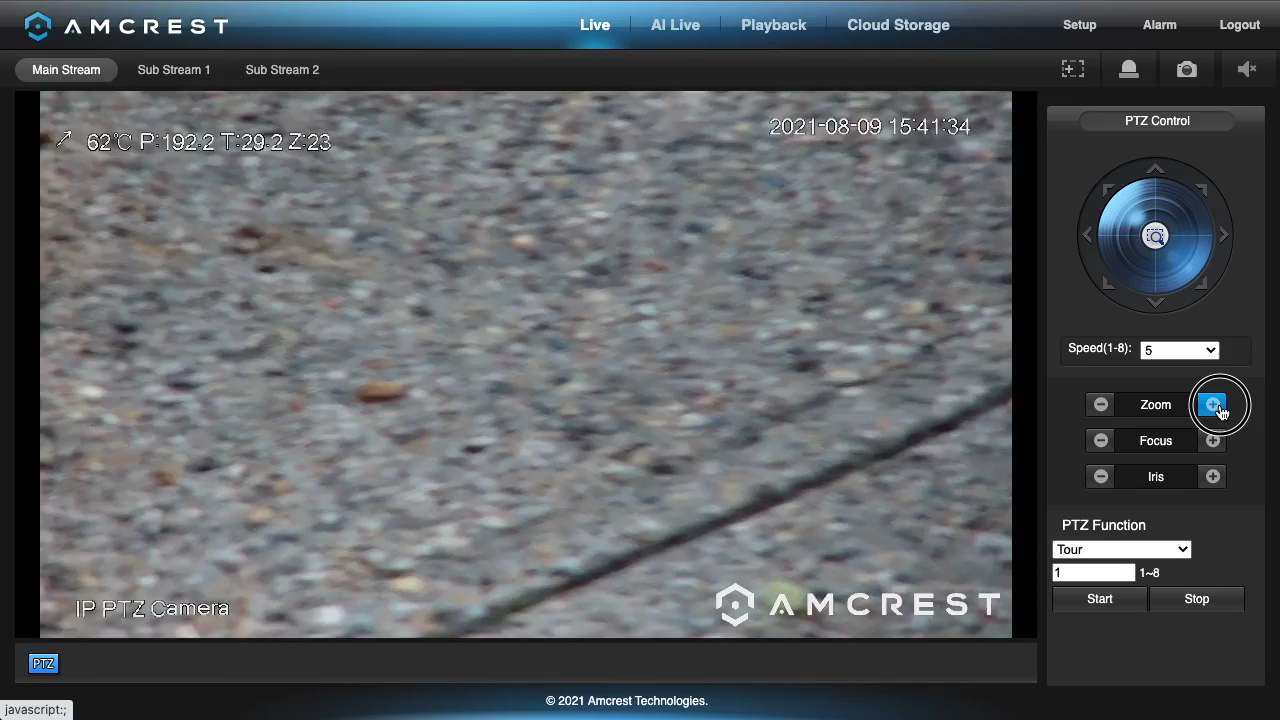 AMCREST
Live
AI Live
Playback
Cloud Storage
Setup
Alarm
Logout
Main Stream
Sub Stream 1
Sub Stream 2
62℃ P:192.2 T:29.2 Z:23
2021-08-09 15:41:34
IP PTZ Camera
AMCREST
PTZ Control
Speed(1-8):
5
Zoom
Focus
Iris
PTZ Function
Tour
1
1~8
Start
Stop
PTZ
© 2021 Amcrest Technologies.
javascript:;